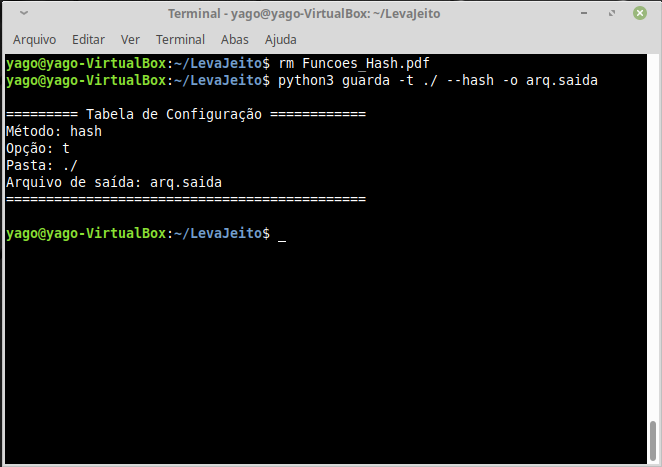 Terminal - yago@yago-VirtualBox: ~/LevaJeito
Arquivo Editar Ver Terminal Abas Ajuda
yago@yago-VirtualBox:~/LevaJeito$ rm Funcoes_Hash.pdf
yago@yago-VirtualBox:~/LevaJeito$ python3 guarda -t ./ --hash -o arq.saida
========= Tabela de Configuração ============
Método: hash
Opção: t
Pasta: ./
Arquivo de saída: arq.saida
=============================================
yago@yago-VirtualBox:~/LevaJeito$ _